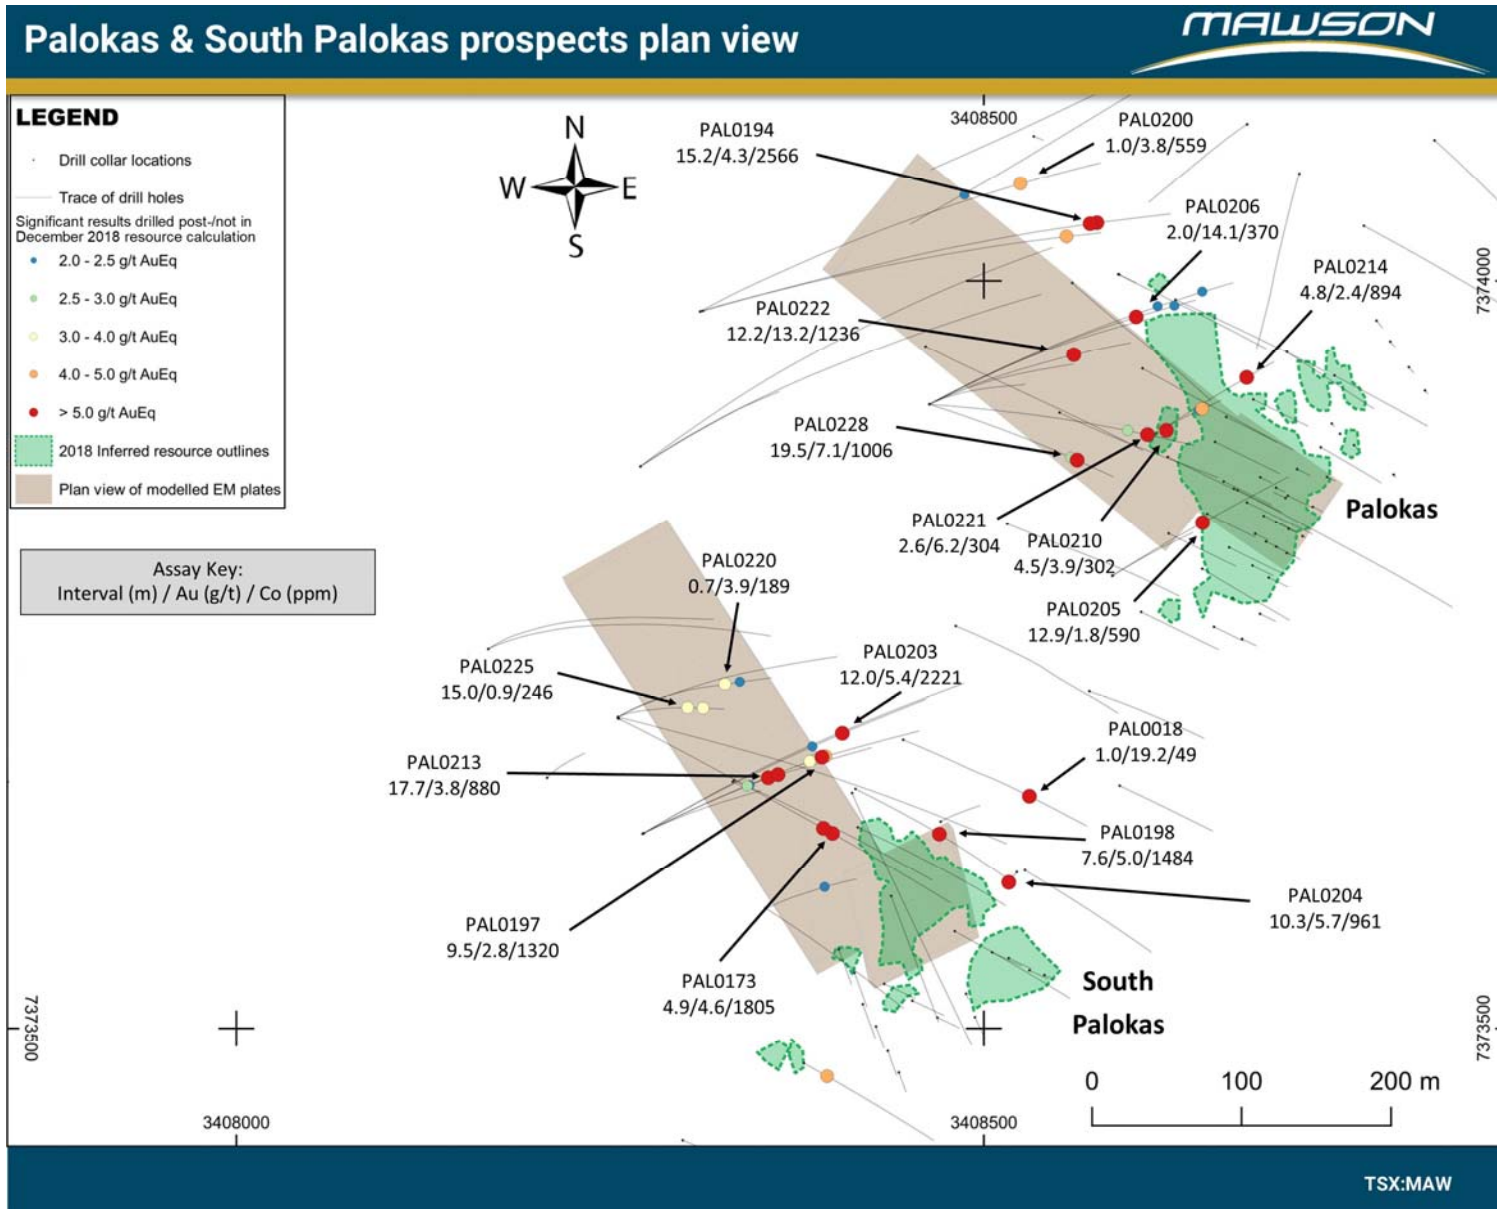 Palokas & South Palokas prospects plan view
MAWSON
LEGEND
Drill collar locations
Trace of drill holes
Significant results drilled post-/not in
December 2018 resource calculation
2.0 - 2.5 g/t AuEq
2.5 - 3.0 g/t AuEq
3.0 - 4.0 g/t AuEq
4.0 - 5.0 g/t AuEq
> 5.0 g/t AuEq
2018 Inferred resource outlines
Plan view of modelled EM plates
Assay Key:
Interval (m) / Au (g/t) / Co (ppm)
N
W
E
S
3408500
PAL0194
15.2/4.3/2566
PAL0200
1.0/3.8/559
PAL0206
2.0/14.1/370
PAL0214
4.8/2.4/894
7374000
PAL0222
12.2/13.2/1236
PAL0228
19.5/7.1/1006
PAL0221
2.6/6.2/304
PAL0210
4.5/3.9/302
PAL0205
12.9/1.8/590
Palokas
PAL0220
0.7/3.9/189
PAL0225
15.0/0.9/246
PAL0203
12.0/5.4/2221
PAL0018
1.0/19.2/49
PAL0213
17.7/3.8/880
PAL0198
7.6/5.0/1484
PAL0204
10.3/5.7/961
PAL0197
9.5/2.8/1320
PAL0173
4.9/4.6/1805
South
Palokas
7373500
7373500
0
100
200 m
3408000
3408500
TSX:MAW